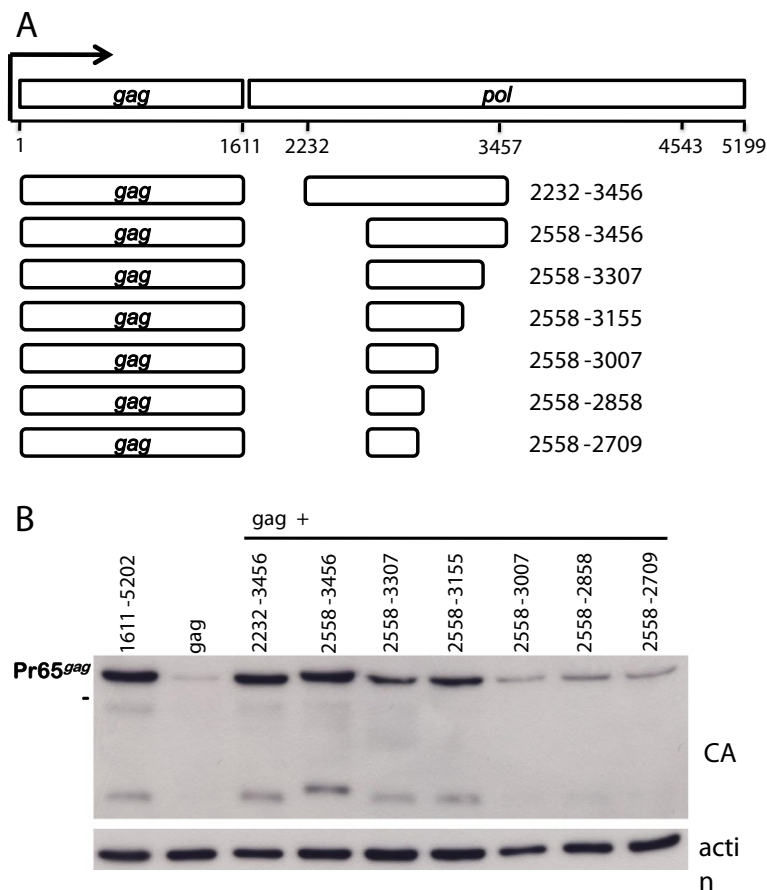 A
gag pol
1 1611 2232 3457 4543 5199
gag 2232-3456
gag 2558-3456
gag 2558-3307
gag 2558-3155
gag 2558-3007
gag 2558-2858
gag 2558-2709
B
gag +
1611-5202 gag 2232-3456 2558-3456 2558-3307 2558-3155 2558-3007 2558-2858 2558-2709
Pr65gag
-
CA
acti
n